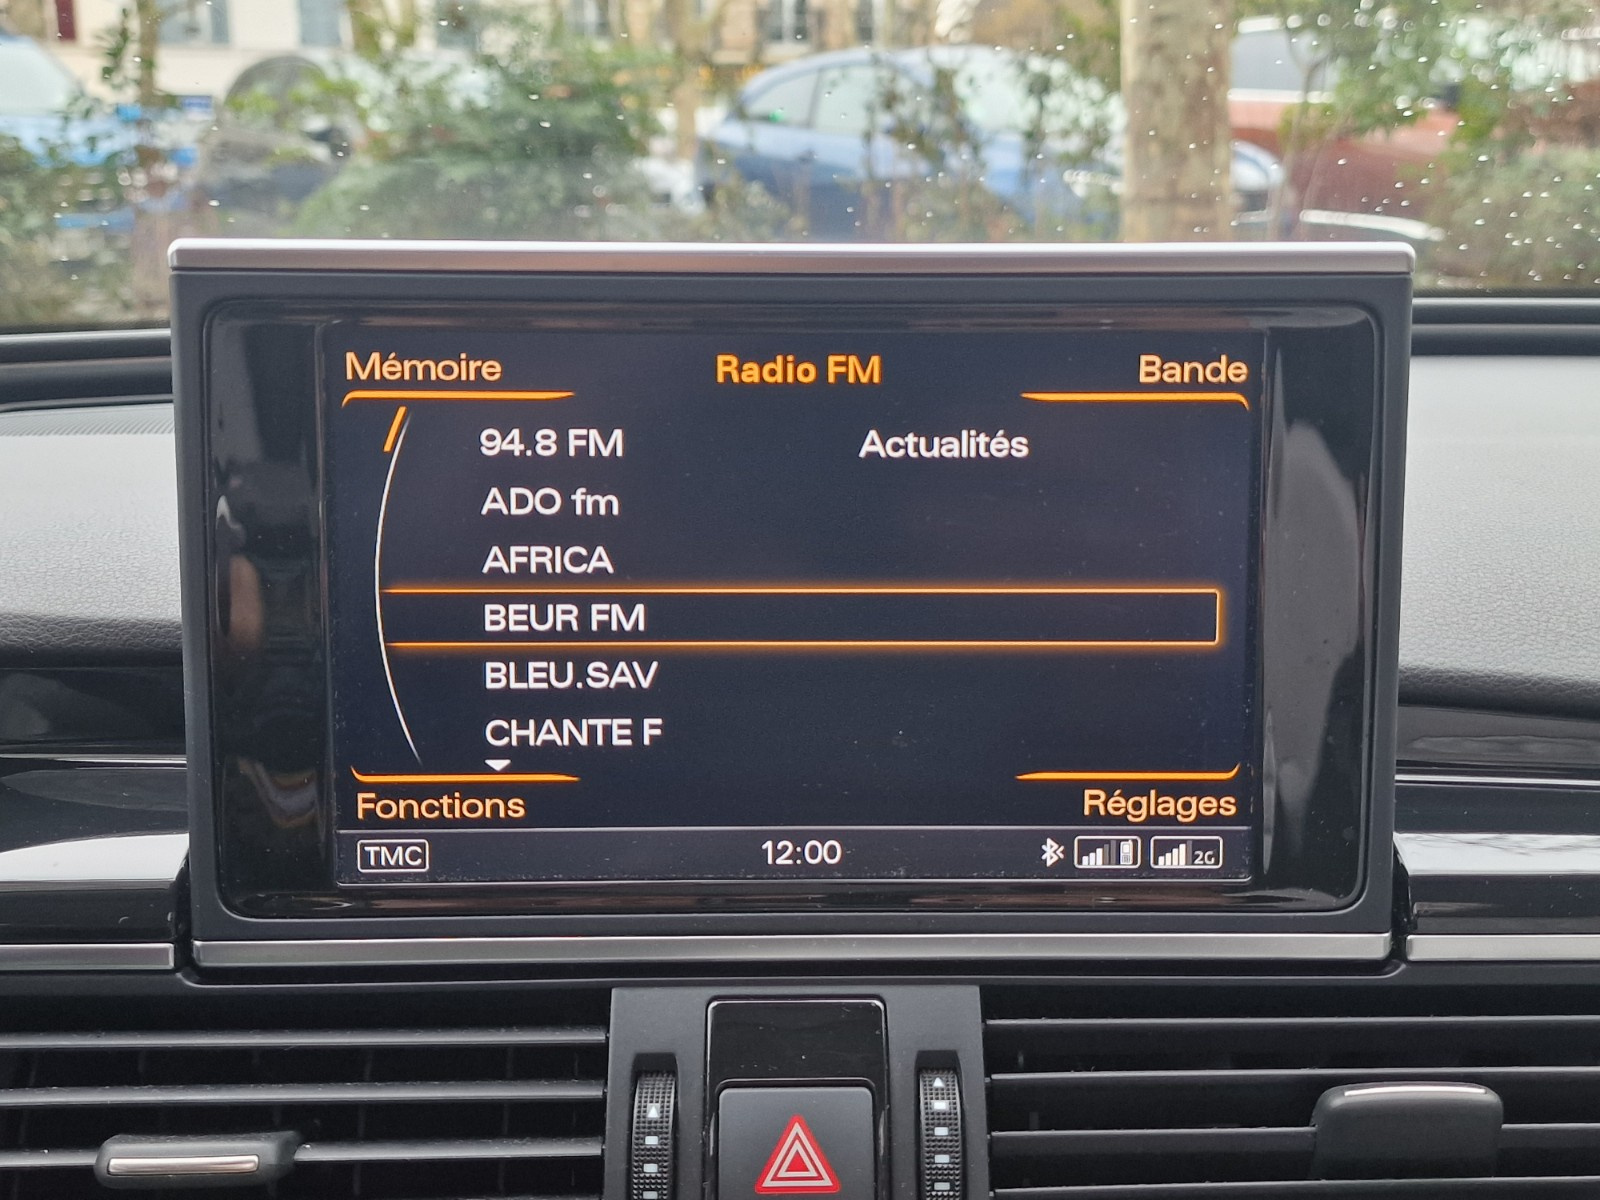 Mémoire Radio FM Bande
94.8 FM Actualités
ADO fm
AFRICA
BEUR FM
BLEU.SAV
CHANTE F
Fonctions Réglages
TMC 12:00 2G